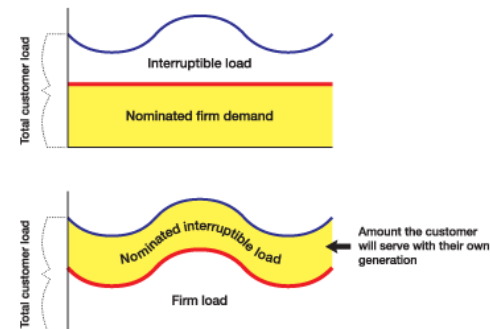 Total customer load
Interruptible load
Nominated firm demand
Total customer load
Nominated interruptible load
Firm load
Amount the customer
will serve with their own
generation